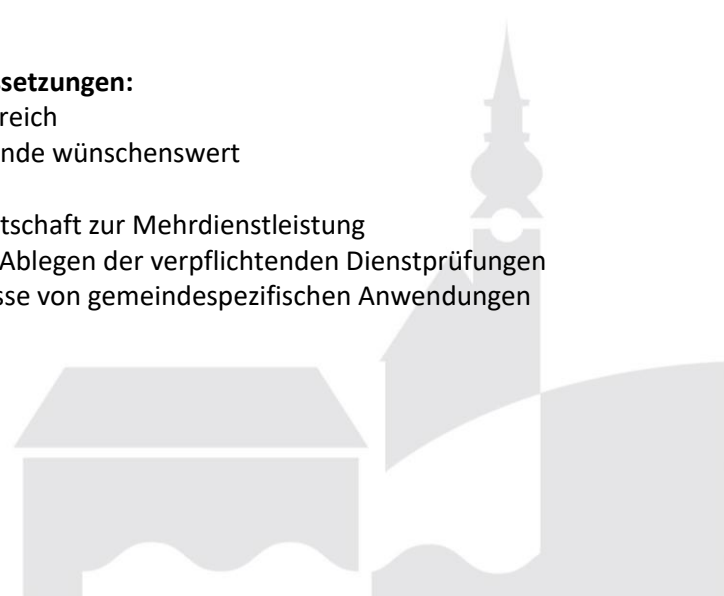 setzungen:
reich
nde wünschenswert
tschaft zur Mehrdienstleistung
Ablegen der verpflichtenden Dienstprüfungen
sse von gemeindespezifischen Anwendungen